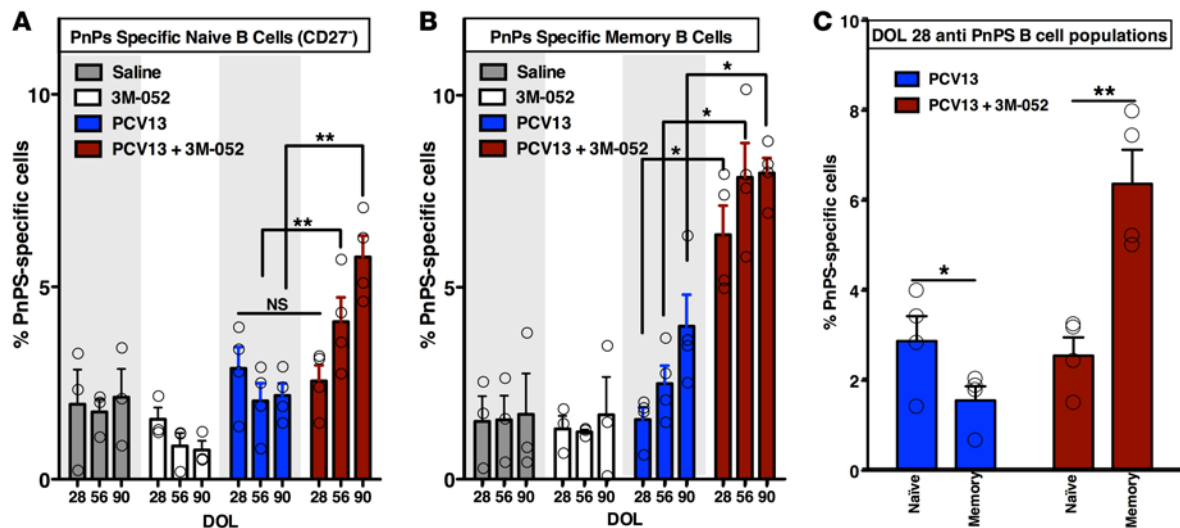 A
PnPs Specific Naive B Cells (CD27⁻)
Saline
3M-052
PCV13
PCV13 + 3M-052
**
**
NS
10
5
0
% PnPS-specific cells
28 56 90 28 56 90 28 56 90 28 56 90
DOL
B
PnPs Specific Memory B Cells
Saline
3M-052
PCV13
PCV13 + 3M-052
*
*
*
10
5
0
% PnPS-specific cells
28 56 90 28 56 90 28 56 90 28 56 90
DOL
C
DOL 28 anti PnPS B cell populations
PCV13
PCV13 + 3M-052
*
**
10
8
6
4
2
0
% PnPS-specific cells
Naïve
Memory
Naïve
Memory